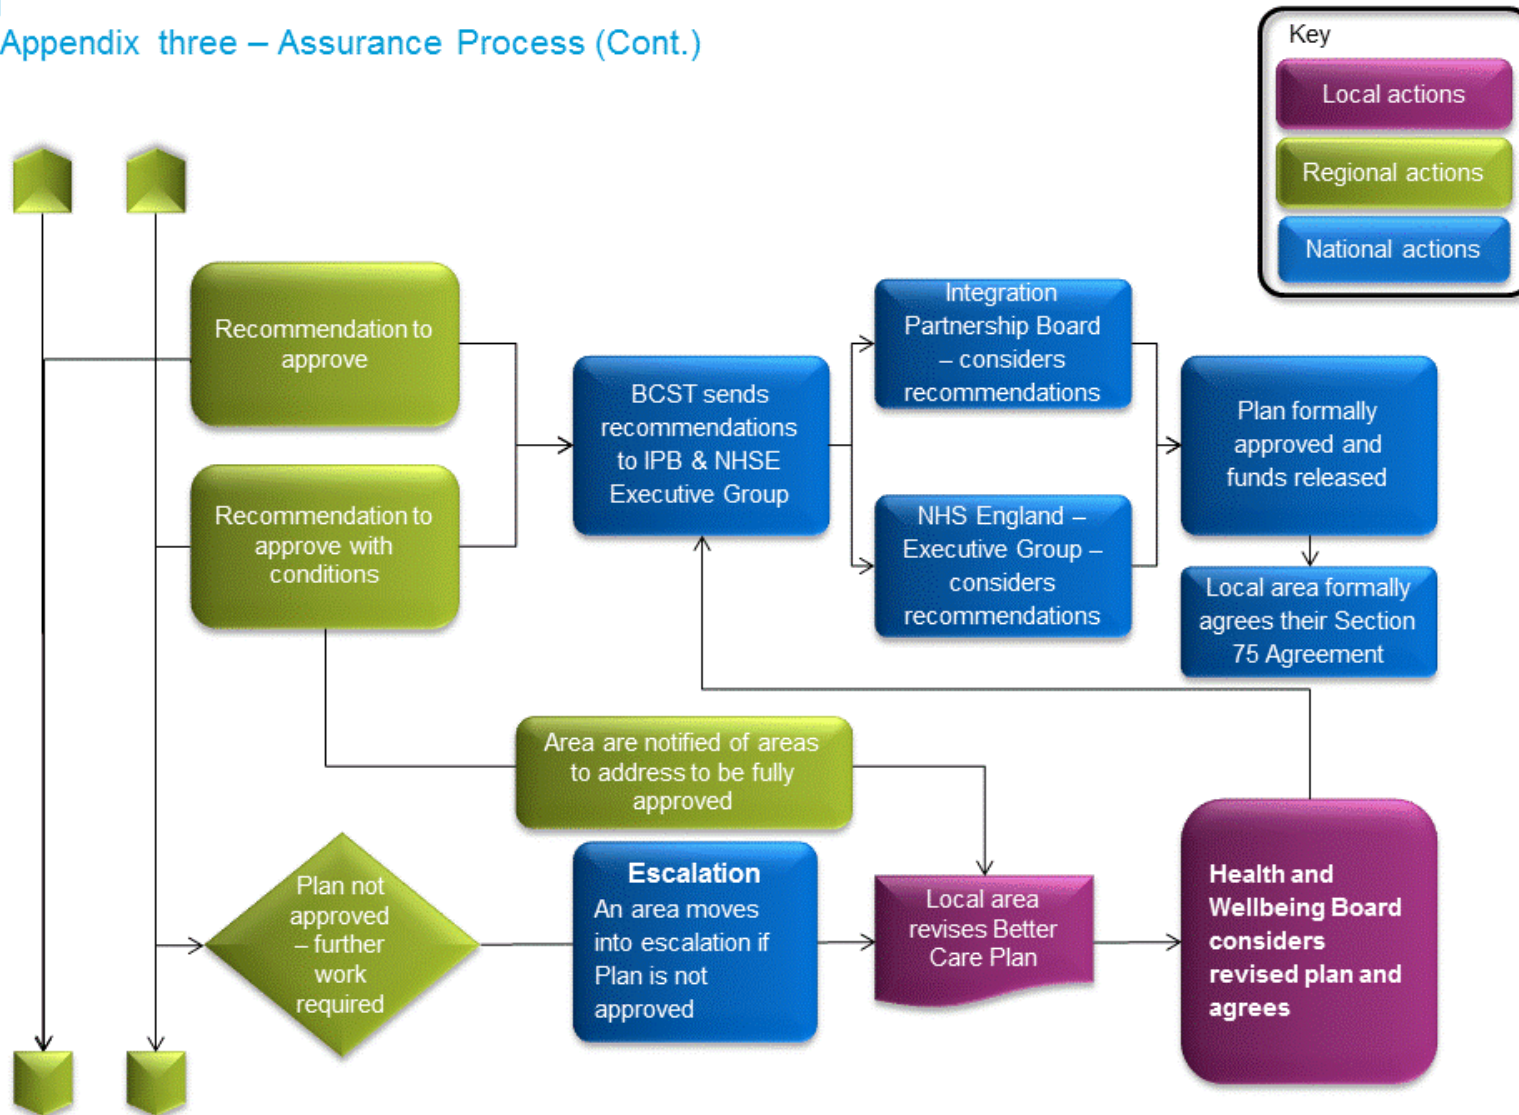 Appendix three – Assurance Process (Cont.)
Key
Local actions
Regional actions
National actions
Recommendation to
approve
Recommendation to
approve with
conditions
BCST sends
recommendations
to IPB & NHSE
Executive Group
Integration
Partnership Board
– considers
recommendations
NHS England –
Executive Group –
considers
recommendations
Plan formally
approved and
funds released
Local area formally
agrees their Section
75 Agreement
Area are notified of areas
to address to be fully
approved
Plan not
approved
– further
work
required
Escalation
An area moves
into escalation if
Plan is not
approved
Local area
revises Better
Care Plan
Health and
Wellbeing Board
considers
revised plan and
agrees